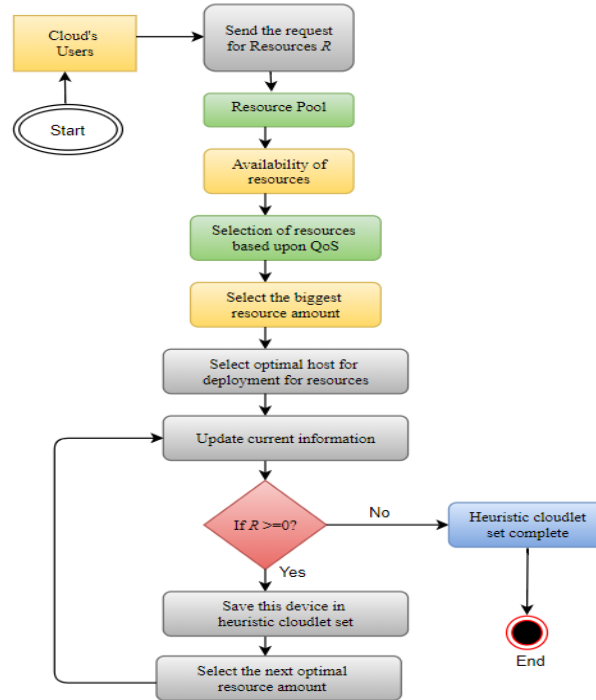 Cloud's
Users
Send the request
for Resources R
Start
Resource Pool
Availability of
resources
Selection of resources
based upon QoS
Select the biggest
resource amount
Select optimal host for
deployment for resources
Update current information
If R >=0?
No
Heuristic cloudlet
set complete
Yes
Save this device in
heuristic cloudlet set
End
Select the next optimal
resource amount